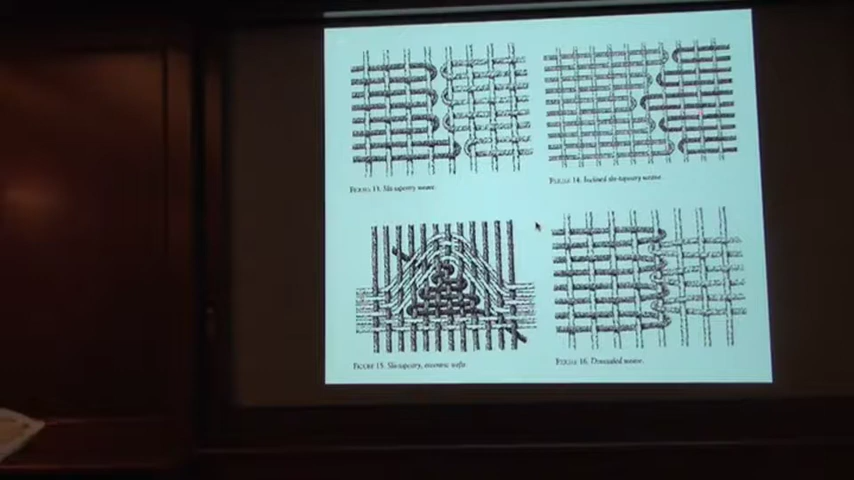 FIGURE 13. Slit-tapestry weave.
FIGURE 14. Inclined slit-tapestry weave.
FIGURE 15. Slit-tapestry, eccentric wefts.
FIGURE 16. Dovetailed weave.